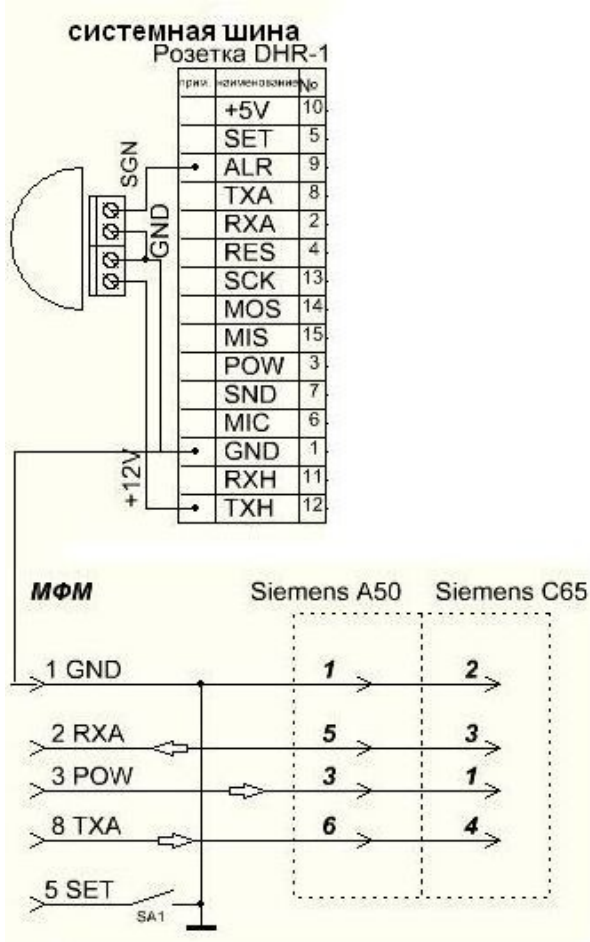 системная шина
Розетка DHR-1
прим. наименование №
+5V 10
SET 5
ALR 9
TXA 8
RXA 2
RES 4
SCK 13
MOS 14
MIS 15
POW 3
SND 7
MIC 6
GND 1
RXH 11
TXH 12
SGN
GND
+12V
МФМ Siemens A50 Siemens C65
1 GND 1 2
2 RXA 5 3
3 POW 3 1
8 TXA 6 4
5 SET
SA1